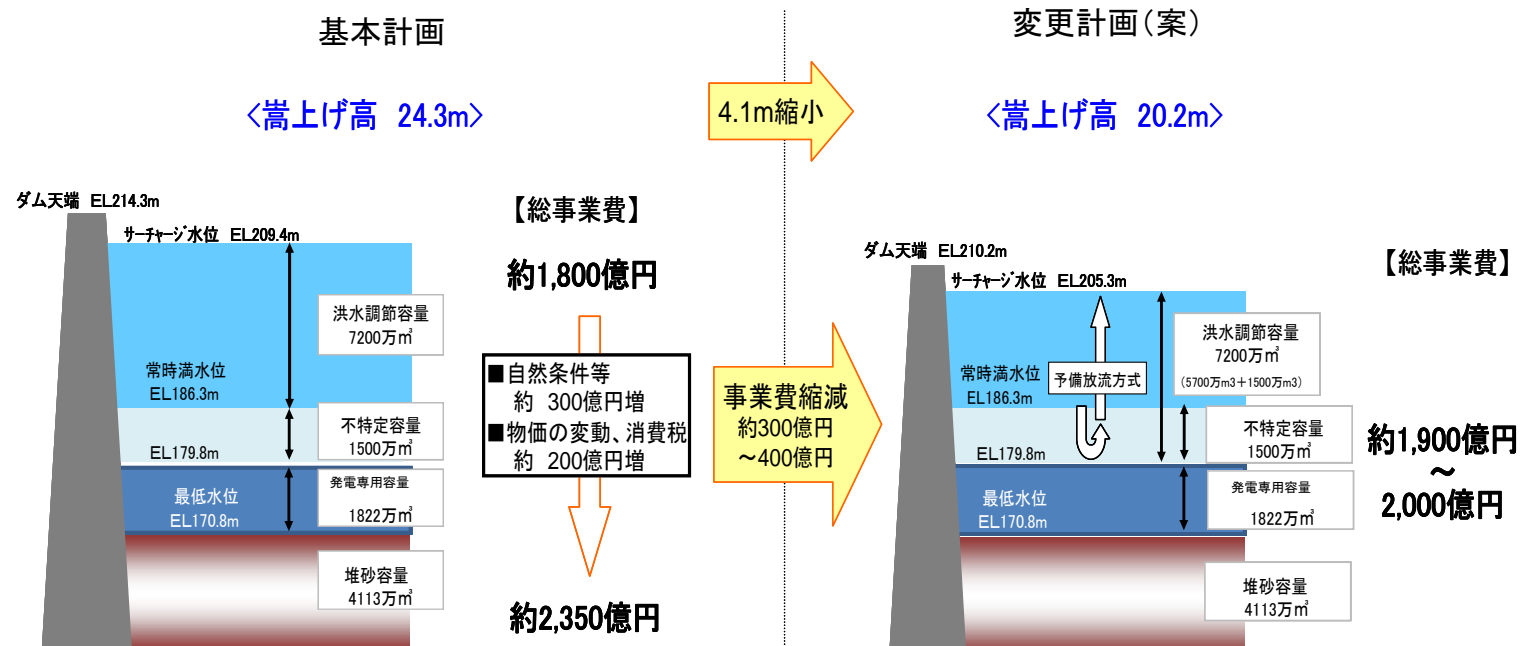 基本計画
<嵩上げ高 24.3m>
ダム天端 EL214.3m
サーチャージ水位 EL209.4m
洪水調節容量
7200万㎥
常時満水位
EL186.3m
不特定容量
1500万㎥
EL179.8m
発電専用容量
1822万㎥
最低水位
EL170.8m
堆砂容量
4113万㎥
【総事業費】
約1,800億円
■自然条件等
約 300億円増
■物価の変動、消費税
約 200億円増
約2,350億円
4.1m縮小
事業費縮減
約300億円
～400億円
変更計画(案)
<嵩上げ高 20.2m>
ダム天端 EL210.2m
サーチャージ水位 EL205.3m
洪水調節容量
7200万㎥
(5700万m3+1500万m3)
予備放流方式
常時満水位
EL186.3m
不特定容量
1500万㎥
EL179.8m
発電専用容量
1822万㎥
最低水位
EL170.8m
堆砂容量
4113万㎥
【総事業費】
約1,900億円
～
2,000億円